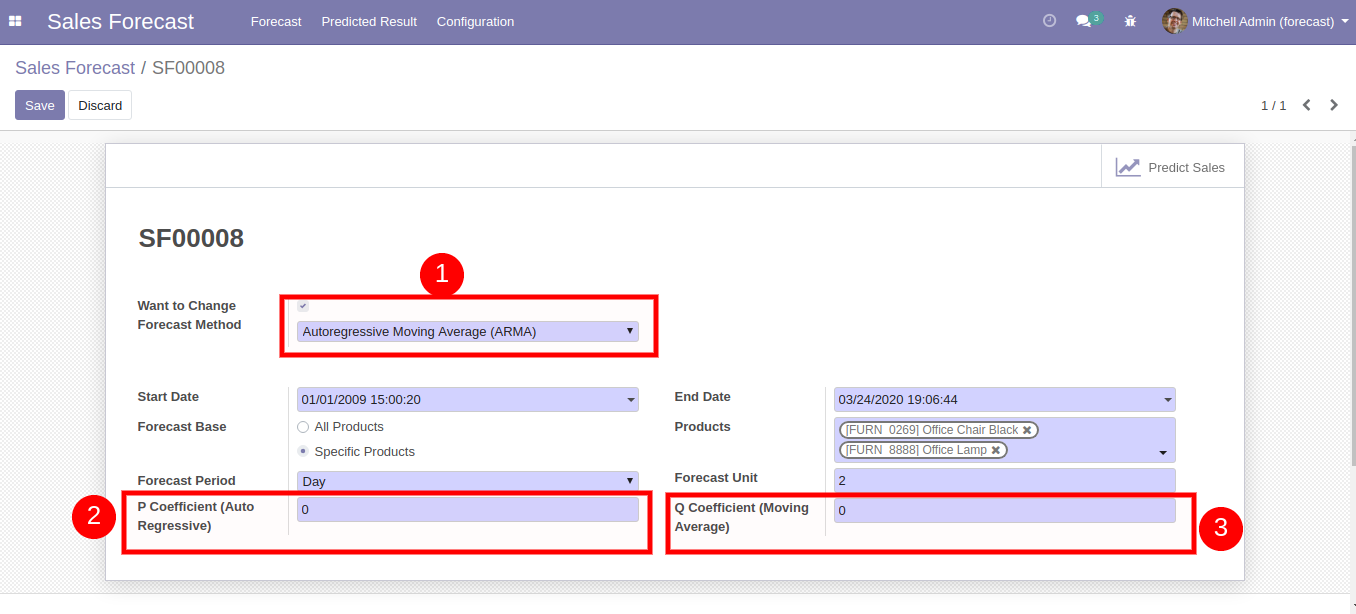 Sales Forecast Forecast Predicted Result Configuration 3 Mitchell Admin (forecast)
Sales Forecast / SF00008
Save Discard 1 / 1
Predict Sales
SF00008
1
Want to Change
Forecast Method
Autoregressive Moving Average (ARMA)
Start Date 01/01/2009 15:00:20 End Date 03/24/2020 19:06:44
Forecast Base All Products Products [FURN_0269] Office Chair Black
Specific Products [FURN_8888] Office Lamp
Forecast Period Day Forecast Unit 2
2 P Coefficient (Auto
Regressive) 0
Q Coefficient (Moving
Average) 0 3